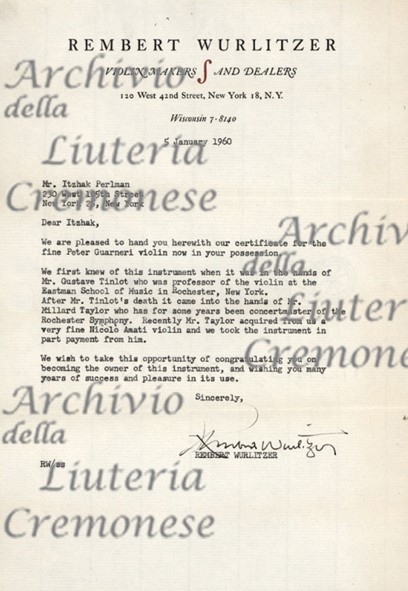 REMBERT WURLITZER
VIOLIN MAKERS AND DEALERS
120 West 42nd Street, New York 18, N.Y.
Wisconsin 7-8140
5 January 1960
Mr. Itzhak Perlman
250 West Street
New York New York
Dear Itzhak,
We are pleased to hand you herewith our certificate for the
fine Peter Guarneri violin now in your possession.
We first knew of this instrument when it was in the hands of
Mr. Gustave Tinlot who was professor of the violin at the
Eastman School of Music in Rochester, New York.
After Mr. Tinlot's death it came into the hands of Mr.
Millard Taylor who has for some years been concertmaster of the
Rochester Symphony. Recently Mr. Taylor acquired from us a
very fine Nicolo Amati violin and we took the instrument in
part payment from him.
We wish to take this opportunity of congratulating you on
becoming the owner of this instrument, and wishing you many
years of success and pleasure in its use.
Sincerely,
Rembert Wurlitzer
REMBERT WURLITZER
RW/ss
Archivio
della
Liuteria
Cremonese
Archivio
della
Liuteria
Cremonese
Archivio
della
Liuteria
Cremonese